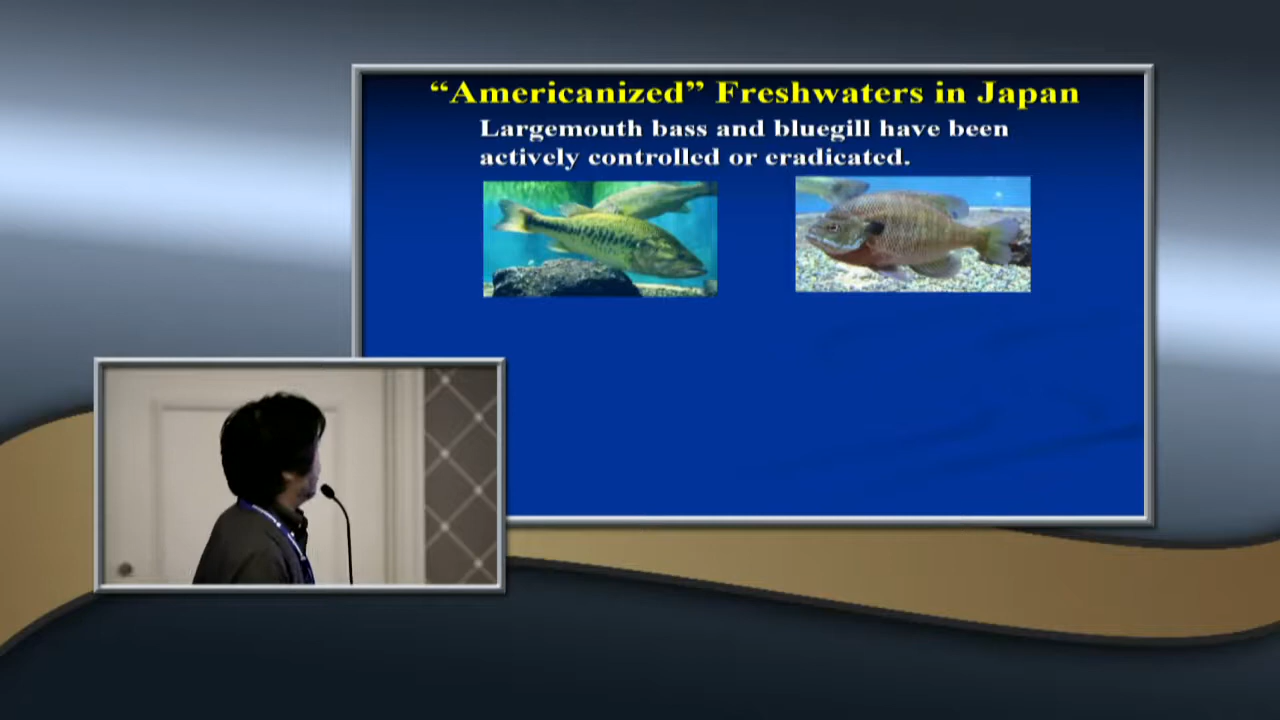 “Americanized” Freshwaters in Japan
Largemouth bass and bluegill have been
actively controlled or eradicated.